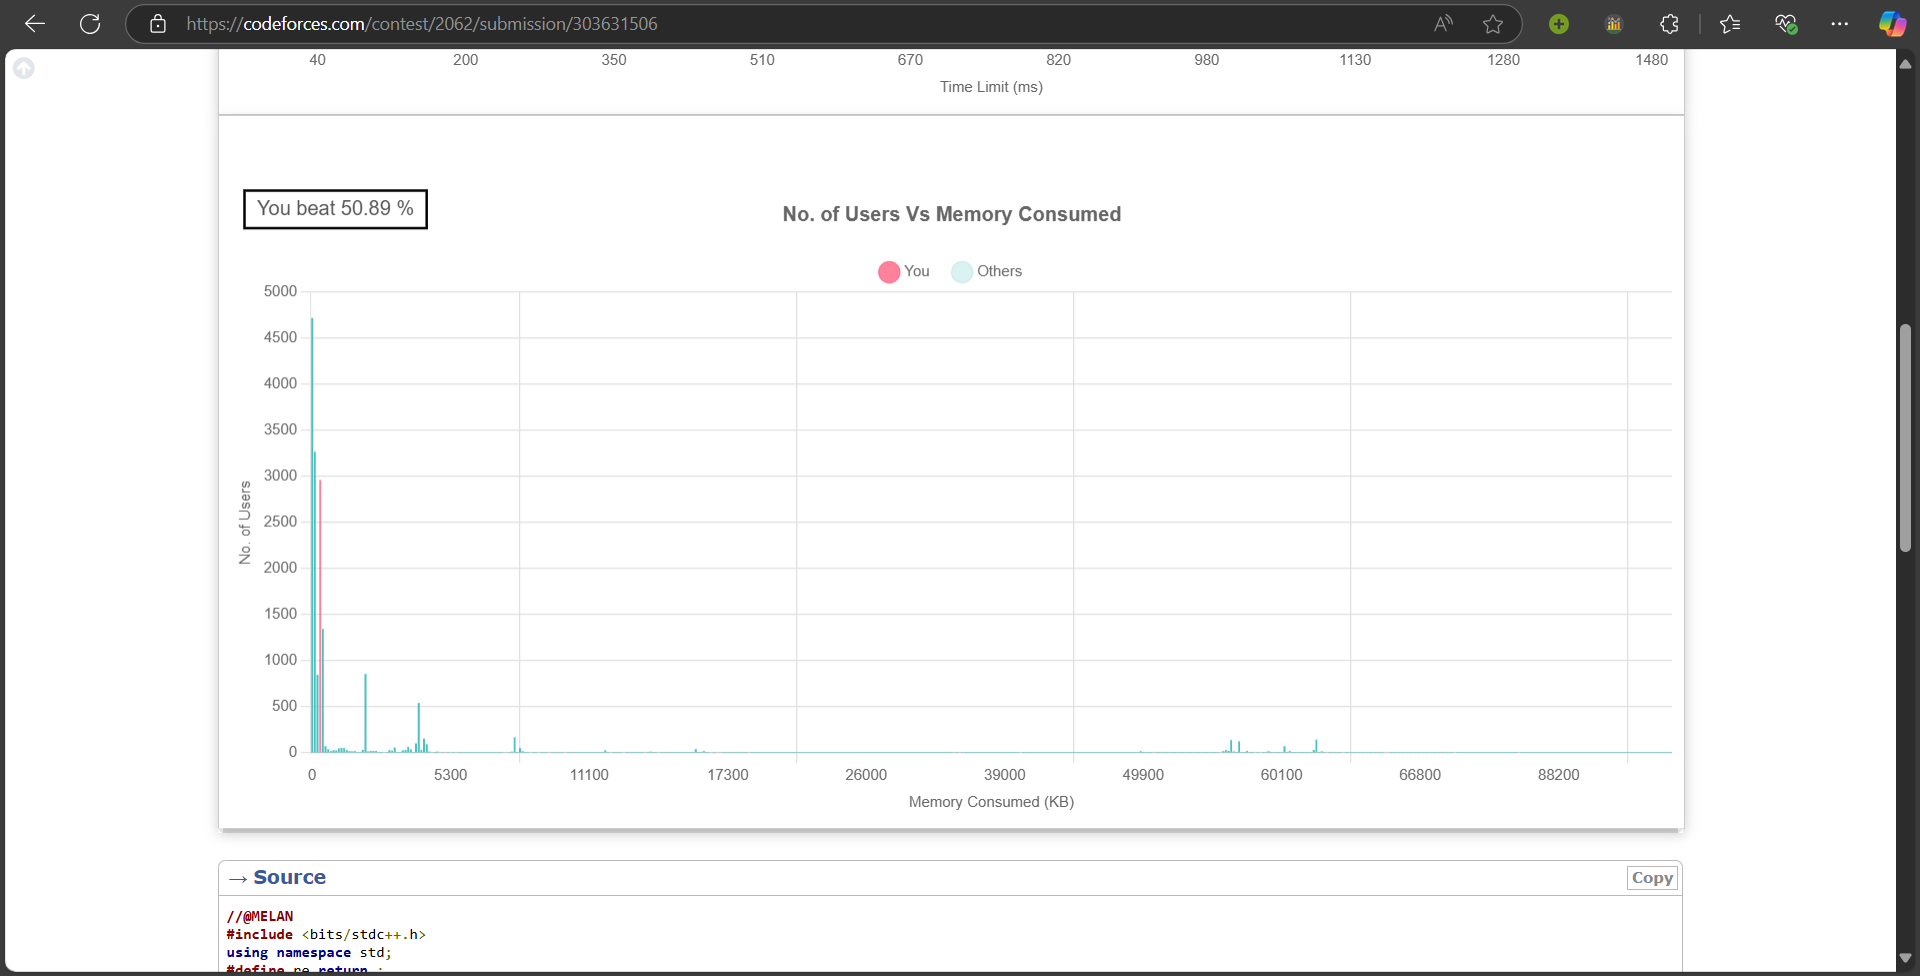 https://codeforces.com/contest/2062/submission/303631506
40 200 350 510 670 820 980 1130 1280 1480
Time Limit (ms)
You beat 50.89 %
No. of Users Vs Memory Consumed
You Others
5000
4500
4000
3500
3000
2500
2000
1500
1000
500
0
No. of Users
0 5300 11100 17300 26000 39000 49900 60100 66800 88200
Memory Consumed (KB)
→ Source
Copy
//@MELAN
#include <bits/stdc++.h>
using namespace std;
#define re return ;